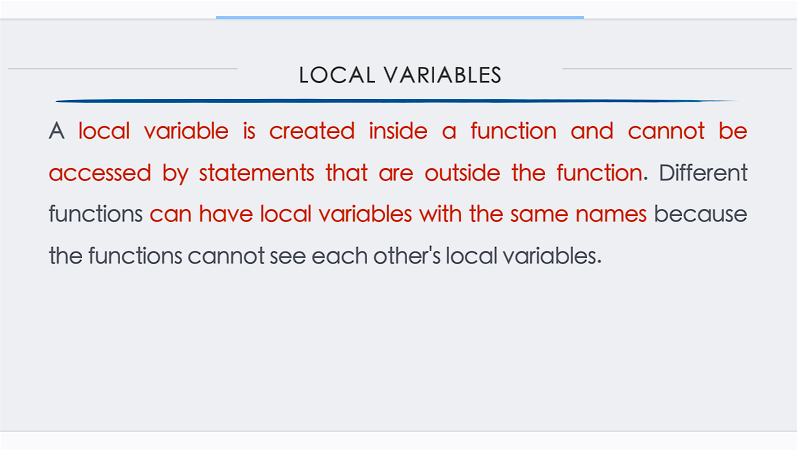 LOCAL VARIABLES
A local variable is created inside a function and cannot be
accessed by statements that are outside the function. Different
functions can have local variables with the same names because
the functions cannot see each other's local variables.